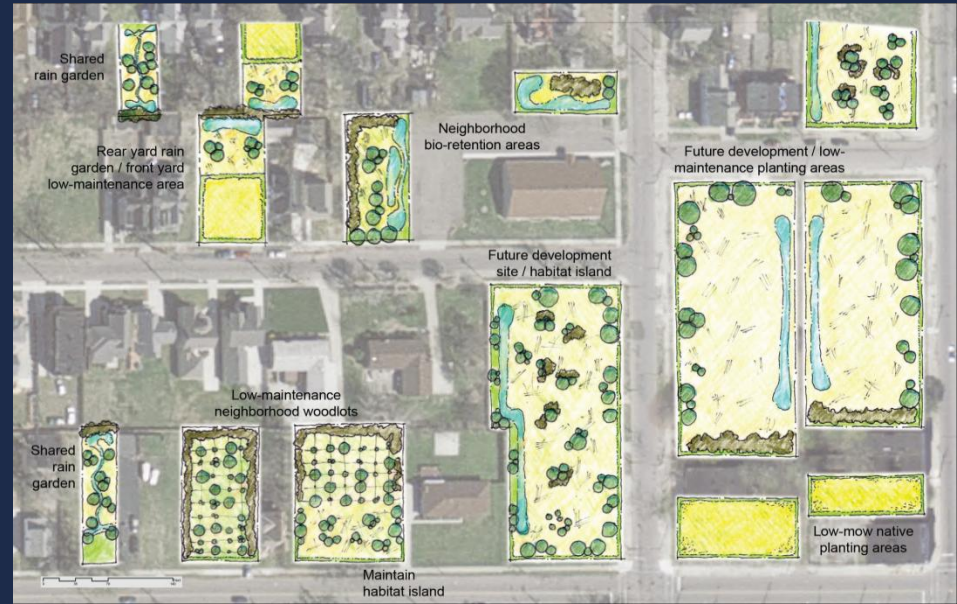 Shared
rain garden
Rear yard rain
garden / front yard
low-maintenance area
Neighborhood
bio-retention areas
Future development / low-
maintenance planting areas
Future development
site / habitat island
Low-maintenance
neighborhood woodlots
Shared
rain
garden
Maintain
habitat island
Low-mow native
planting areas